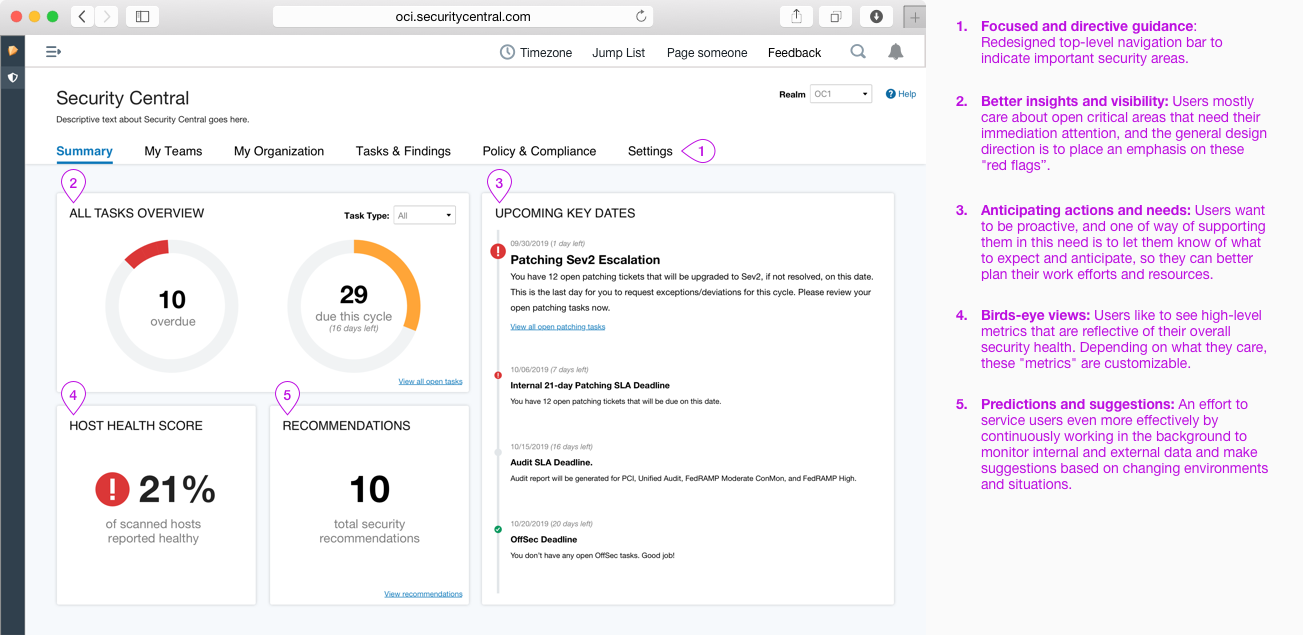 oci.securitycentral.com
Timezone
Jump List
Page someone
Feedback
Security Central
Descriptive text about Security Central goes here.
Realm
OC1
Help
Summary
My Teams
My Organization
Tasks & Findings
Policy & Compliance
Settings
1
2
ALL TASKS OVERVIEW
Task Type:
All
10
overdue
29
due this cycle
(16 days left)
View all open tasks
3
UPCOMING KEY DATES
09/30/2019 (1 day left)
Patching Sev2 Escalation
You have 12 open patching tickets that will be upgraded to Sev2, if not resolved, on this date.
This is the last day for you to request exceptions/deviations for this cycle. Please review your
open patching tasks now.
View all open patching tasks
10/06/2019 (7 days left)
Internal 21-day Patching SLA Deadline
You have 12 open patching tickets that will be due on this date.
10/15/2019 (16 days left)
Audit SLA Deadline.
Audit report will be generated for PCI, Unified Audit, FedRAMP Moderate ConMon, and FedRAMP High.
10/20/2019 (20 days left)
OffSec Deadline
You don't have any open OffSec tasks. Good job!
4
HOST HEALTH SCORE
21%
of scanned hosts
reported healthy
5
RECOMMENDATIONS
10
total security
recommendations
View recommendations
1. Focused and directive guidance:
Redesigned top-level navigation bar to
indicate important security areas.
2. Better insights and visibility: Users mostly
care about open critical areas that need their
immediation attention, and the general design
direction is to place an emphasis on these
"red flags”.
3. Anticipating actions and needs: Users want
to be proactive, and one of way of supporting
them in this need is to let them know of what
to expect and anticipate, so they can better
plan their work efforts and resources.
4. Birds-eye views: Users like to see high-level
metrics that are reflective of their overall
security health. Depending on what they care,
these "metrics" are customizable.
5. Predictions and suggestions: An effort to
service users even more effectively by
continuously working in the background to
monitor internal and external data and make
suggestions based on changing environments
and situations.